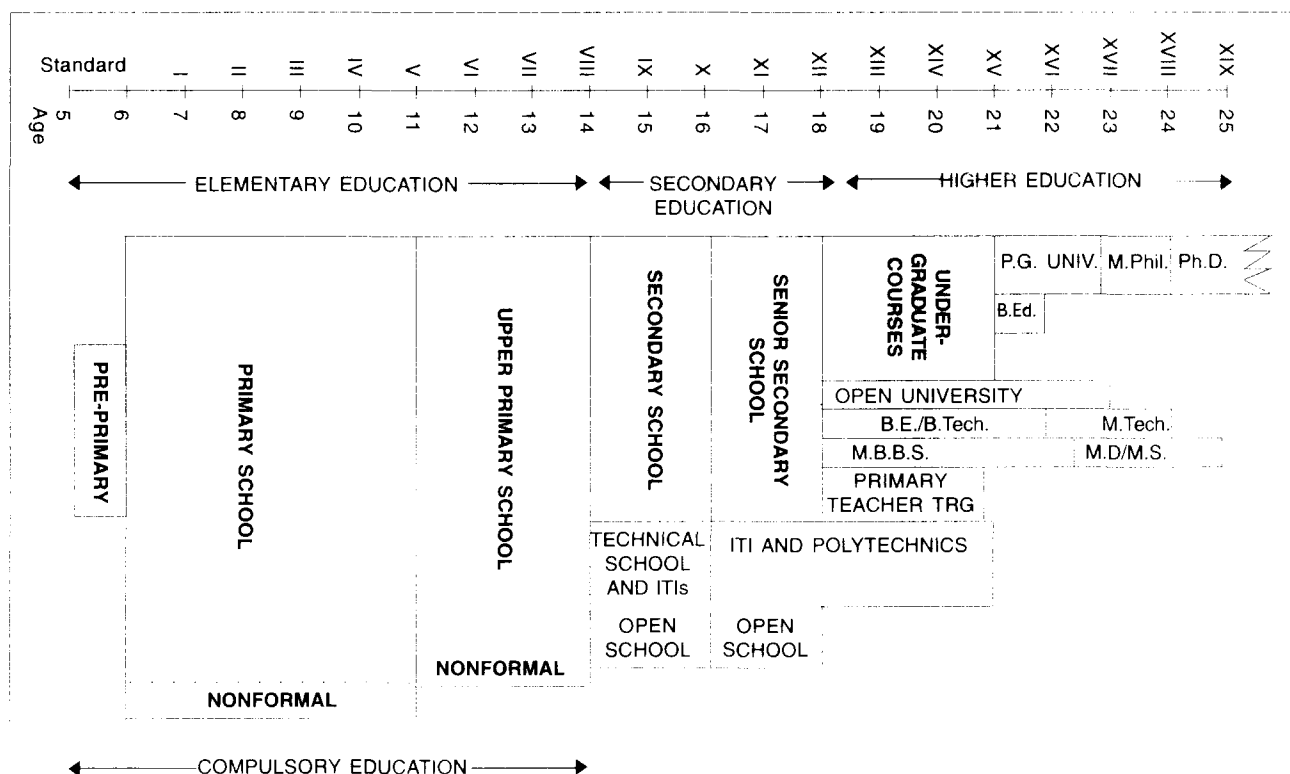 Standard I II III IV V VI VII VIII IX X XI XII XIII XIV XV XVI XVII XVIII XIX
Age 5 6 7 8 9 10 11 12 13 14 15 16 17 18 19 20 21 22 23 24 25
ELEMENTARY EDUCATION
SECONDARY
EDUCATION
HIGHER EDUCATION
PRE-PRIMARY
PRIMARY SCHOOL
UPPER PRIMARY SCHOOL
SECONDARY SCHOOL
SENIOR SECONDARY
SCHOOL
UNDER-
GRADUATE
COURSES
P.G. UNIV. M.Phil. Ph.D.
B.Ed.
OPEN UNIVERSITY
B.E./B.Tech. M.Tech.
M.B.B.S. M.D/M.S.
PRIMARY
TEACHER TRG
TECHNICAL
SCHOOL
AND ITIs
ITI AND POLYTECHNICS
OPEN
SCHOOL
OPEN
SCHOOL
NONFORMAL
NONFORMAL
COMPULSORY EDUCATION